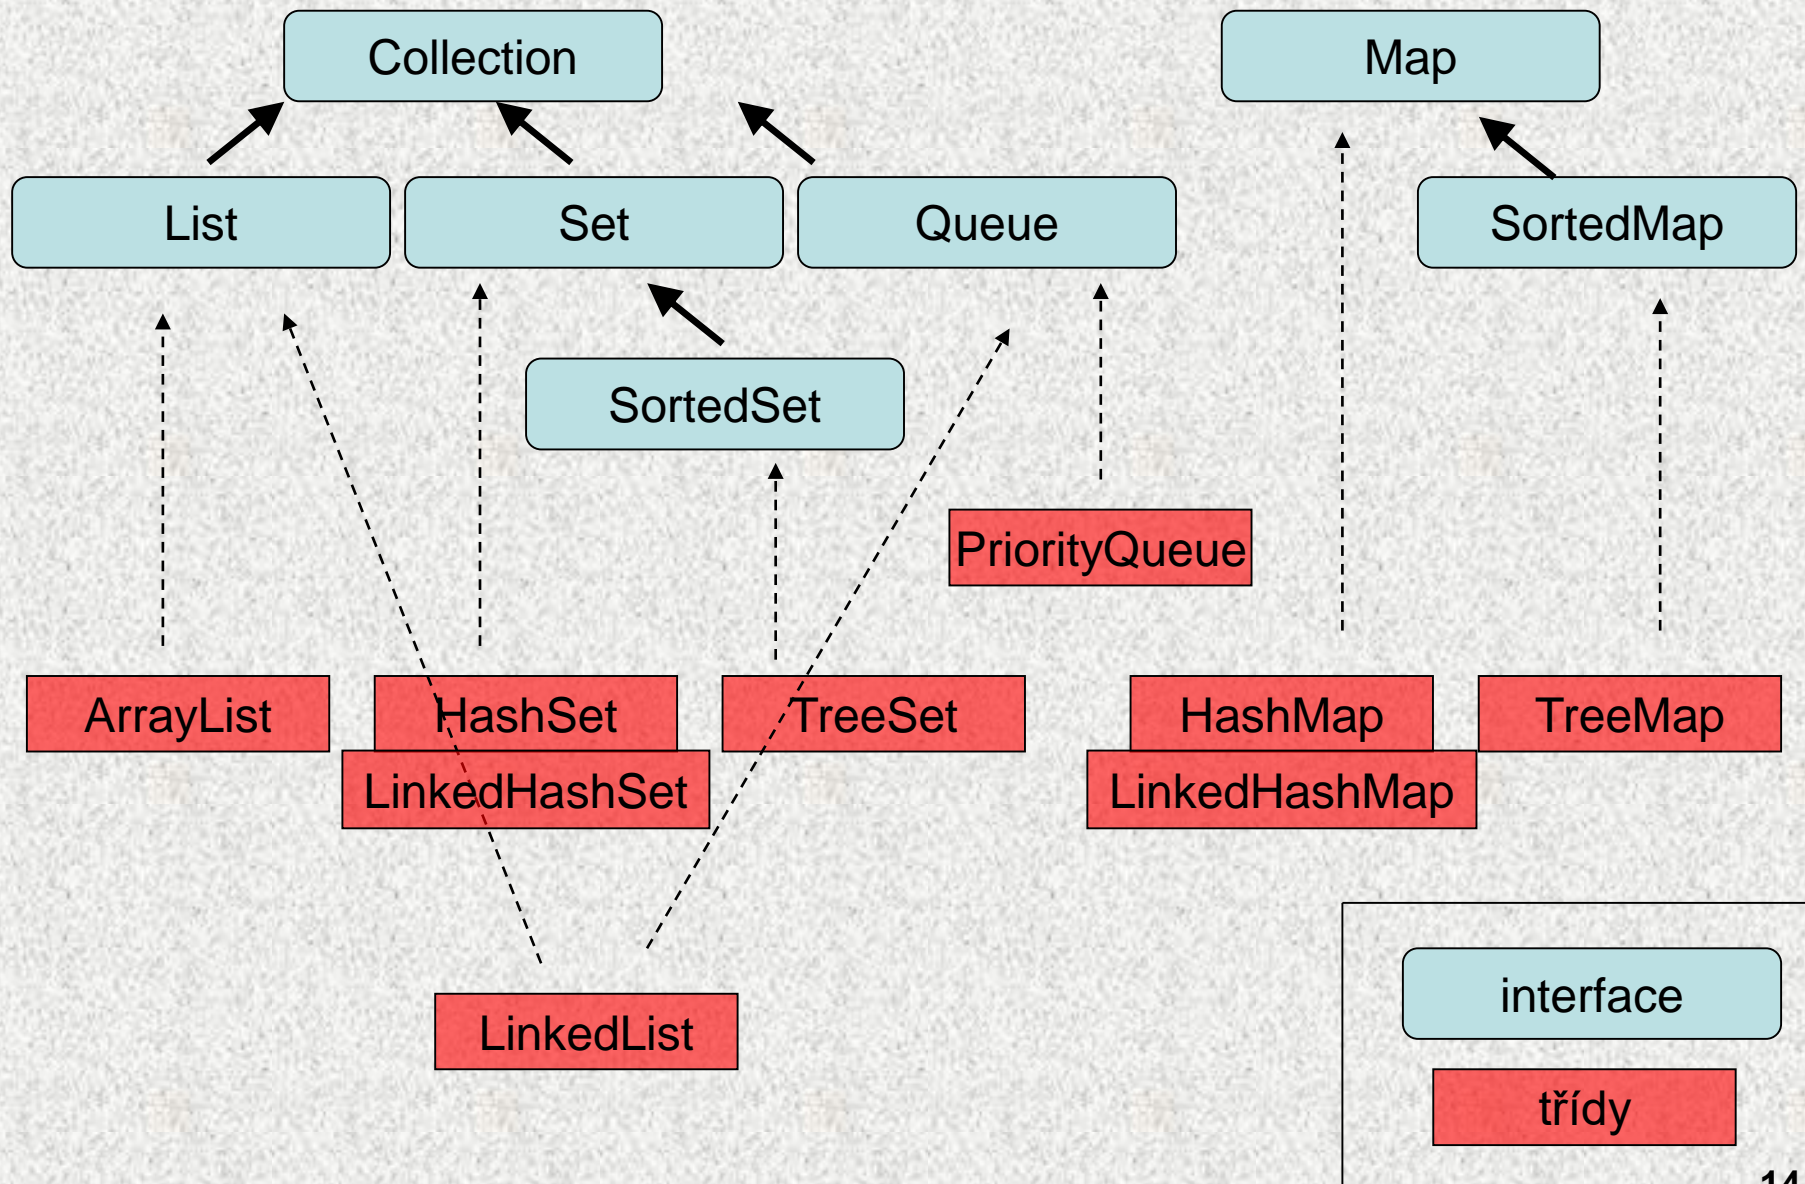 Collection
Map
List
Set
Queue
SortedMap
SortedSet
PriorityQueue
ArrayList
HashSet
TreeSet
HashMap
TreeMap
LinkedHashSet
LinkedHashMap
LinkedList
interface
třídy
14